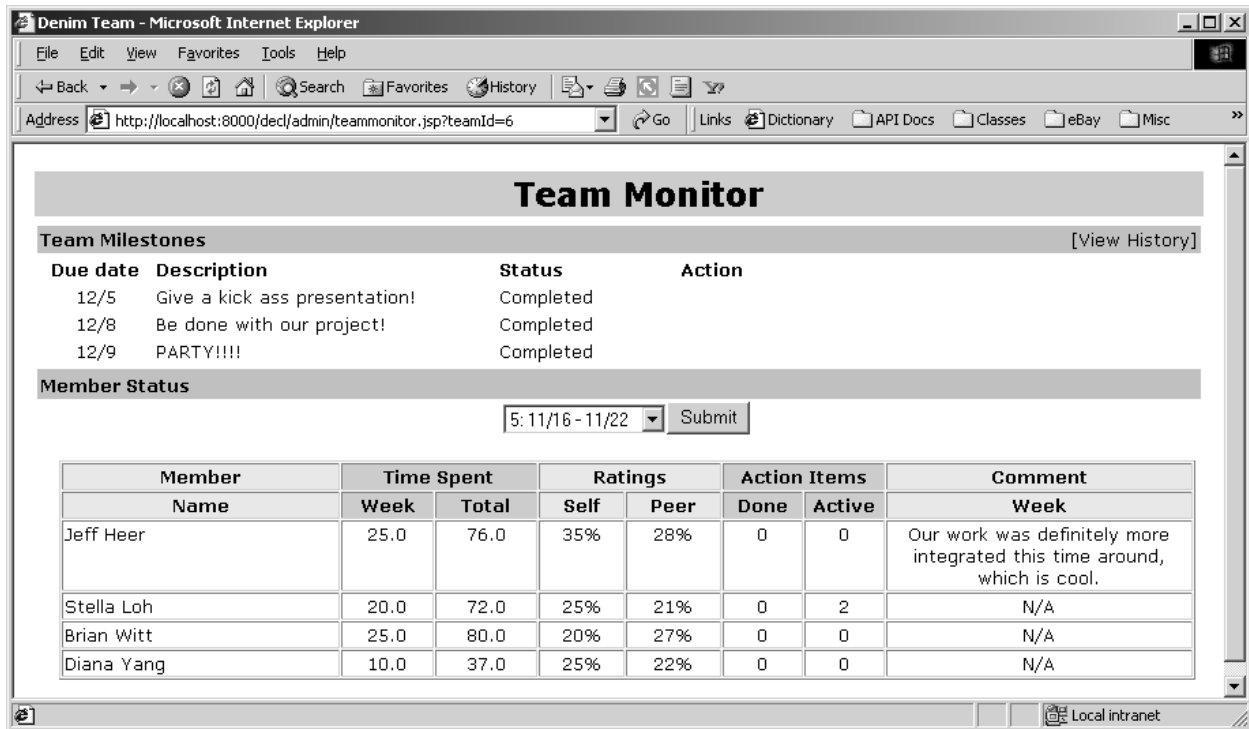 Denim Team - Microsoft Internet Explorer
File Edit View Favorites Tools Help
Back Search Favorites History
Address http://localhost:8000/decl/admin/teammonitor.jsp?teamId=6 Go Links Dictionary API Docs Classes eBay Misc »
Team Monitor
Team Milestones [View History]
Due date Description Status Action
12/5 Give a kick ass presentation! Completed
12/8 Be done with our project! Completed
12/9 PARTY!!!! Completed
Member Status
5: 11/16 - 11/22 Submit
Member Time Spent Ratings Action Items Comment
Name Week Total Self Peer Done Active Week
Jeff Heer 25.0 76.0 35% 28% 0 0 Our work was definitely more
integrated this time around,
which is cool.
Stella Loh 20.0 72.0 25% 21% 0 2 N/A
Brian Witt 25.0 80.0 20% 27% 0 0 N/A
Diana Yang 10.0 37.0 25% 22% 0 0 N/A
Local intranet